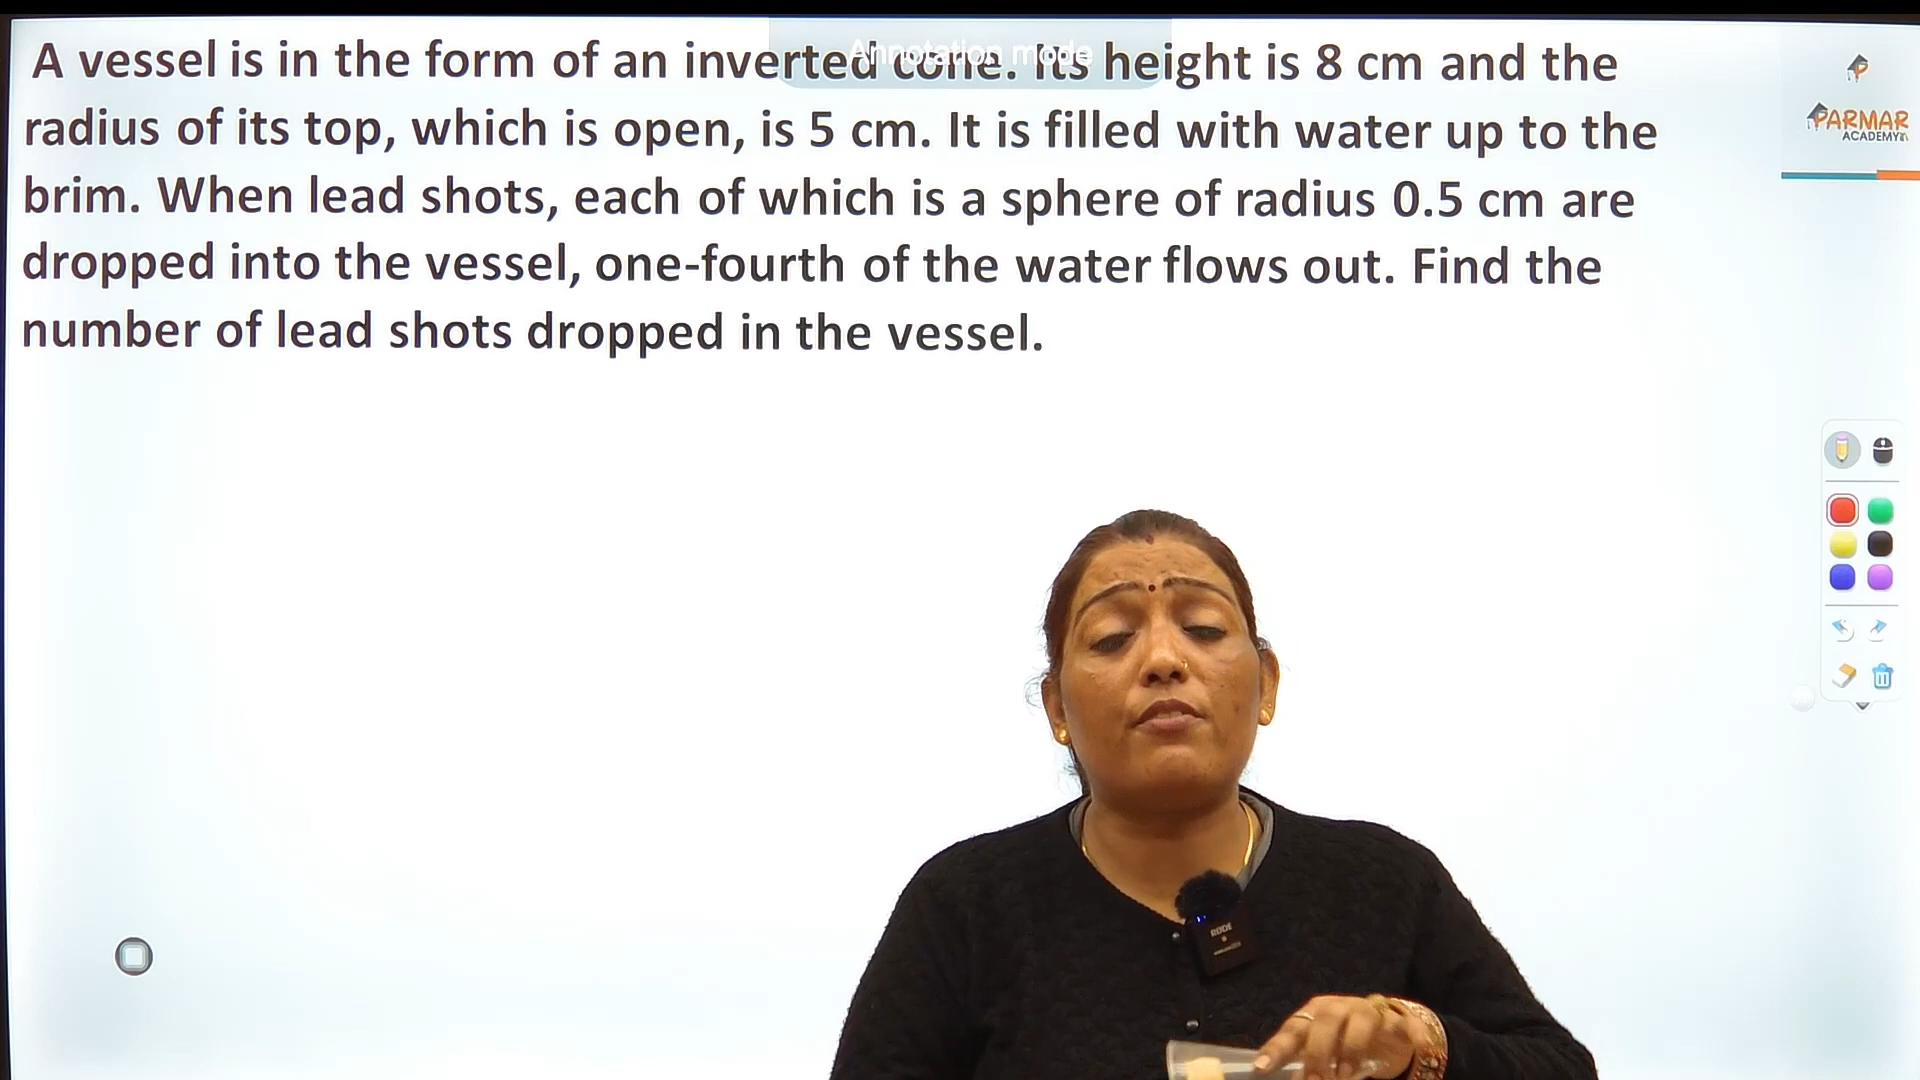 A vessel is in the form of an inverted cone. Its height is 8 cm and the
Annotation mode
radius of its top, which is open, is 5 cm. It is filled with water up to the
brim. When lead shots, each of which is a sphere of radius 0.5 cm are
dropped into the vessel, one-fourth of the water flows out. Find the
number of lead shots dropped in the vessel.
PARMAR
ACADEMY
RODE